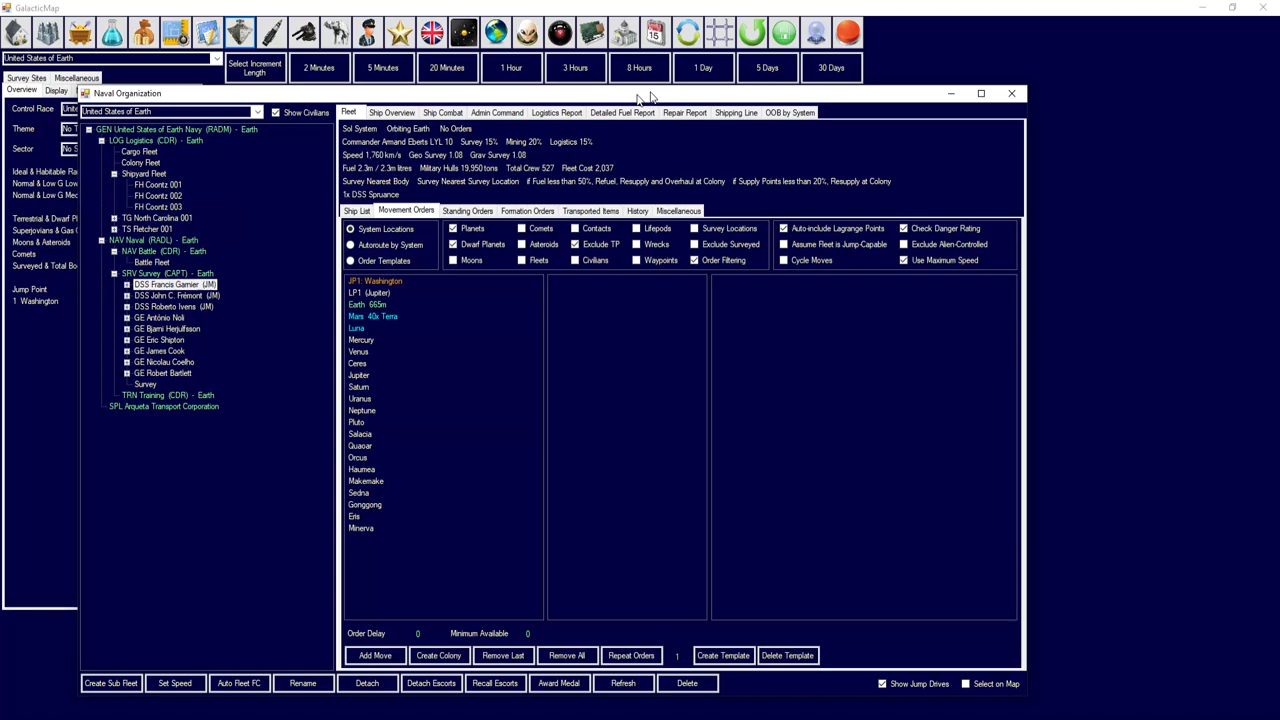 GalacticMap
United States of Earth
Select Increment Length
2 Minutes
5 Minutes
20 Minutes
1 Hour
3 Hours
8 Hours
1 Day
5 Days
30 Days
Survey Sites Miscellaneous
Overview Display
Control Race
Theme
Sector
Ideal & Habitable Ra
Normal & Low G Low
Normal & Low G Med
Terrestrial & Dwarf Pl
Superjovians & Gas G
Moons & Asteroids
Comets
Surveyed & Total Bo
Jump Point
1 Washington
Naval Organization
United States of Earth
Show Civilians
GEN United States of Earth Navy (RADM) - Earth
LOG Logistics (CDR) - Earth
Cargo Fleet
Colony Fleet
Shipyard Fleet
FH Coontz 001
FH Coontz 002
FH Coontz 003
TG North Carolina 001
TS Fletcher 001
NAV Naval (RADL) - Earth
NAV Battle (CDR) - Earth
Battle Fleet
SRV Survey (CAPT) - Earth
DSS Francis Garnier (JM)
DSS John C. Frémont (JM)
DSS Roberto Ivens (JM)
GE António Noli
GE Bjarni Herjulfsson
GE Eric Shipton
GE James Cook
GE Nicolau Coelho
GE Robert Bartlett
Survey
TRN Training (CDR) - Earth
SPL Arqueta Transport Corporation
Fleet Ship Overview Ship Combat Admin Command Logistics Report Detailed Fuel Report Repair Report Shipping Line OOB by System
Sol System Orbiting Earth No Orders
Commander Armand Eberts LYL 10 Survey 15% Mining 20% Logistics 15%
Speed 1,760 km/s Geo Survey 1.08 Grav Survey 1.08
Fuel 2.3m / 2.3m litres Military Hulls 19,950 tons Total Crew 527 Fleet Cost 2,037
Survey Nearest Body Survey Nearest Survey Location if Fuel less than 50%, Refuel, Resupply and Overhaul at Colony if Supply Points less than 20%, Resupply at Colony
1x DSS Spruance
Ship List Movement Orders Standing Orders Formation Orders Transported Items History Miscellaneous
System Locations Planets Comets Contacts Lifepods Survey Locations Auto-include Lagrange Points Check Danger Rating
Autoroute by System Dwarf Planets Asteroids Exclude TP Wrecks Exclude Surveyed Assume Fleet is Jump-Capable Exclude Alien-Controlled
Order Templates Moons Fleets Civilians Waypoints Order Filtering Cycle Moves Use Maximum Speed
JP1: Washington
LP1 (Jupiter)
Earth 665m
Mars 40x Terra
Luna
Mercury
Venus
Ceres
Jupiter
Saturn
Uranus
Neptune
Pluto
Salacia
Quaoar
Orcus
Haumea
Makemake
Sedna
Gonggong
Eris
Minerva
Order Delay 0 Minimum Available 0
Add Move Create Colony Remove Last Remove All Repeat Orders 1 Create Template Delete Template
Create Sub Fleet Set Speed Auto Fleet FC Rename Detach Detach Escorts Recall Escorts Award Medal Refresh Delete Show Jump Drives Select on Map